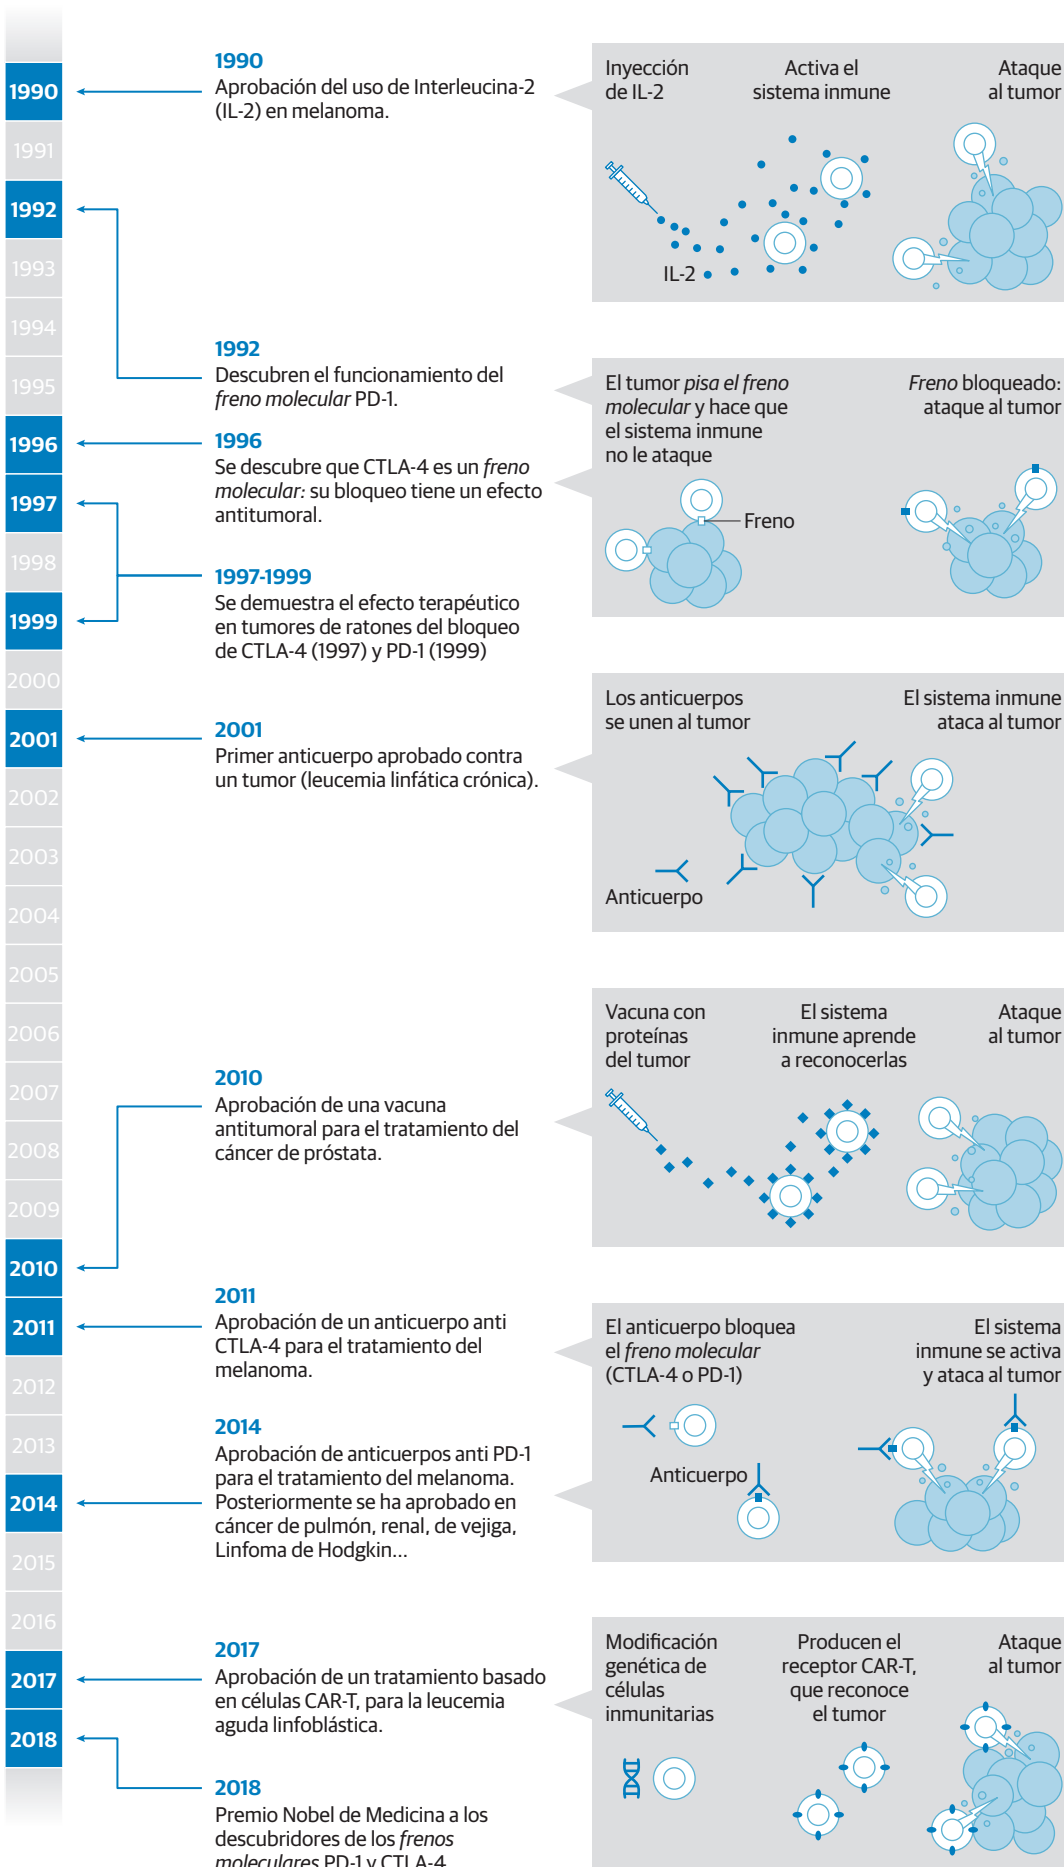 1990
1991
1992
1993
1994
1995
1996
1997
1998
1999
2000
2001
2002
2003
2004
2005
2006
2007
2008
2009
2010
2011
2012
2013
2014
2015
2016
2017
2018
1990
Aprobación del uso de Interleucina-2
(IL-2) en melanoma.
Inyección
de IL-2
Activa el
sistema inmune
Ataque
al tumor
IL-2
1992
Descubren el funcionamiento del
freno molecular PD-1.
1996
Se descubre que CTLA-4 es un freno
molecular: su bloqueo tiene un efecto
antitumoral.
El tumor pisa el freno
molecular y hace que
el sistema inmune
no le ataque
Freno bloqueado:
ataque al tumor
Freno
1997-1999
Se demuestra el efecto terapéutico
en tumores de ratones del bloqueo
de CTLA-4 (1997) y PD-1 (1999)
2001
Primer anticuerpo aprobado contra
un tumor (leucemia linfática crónica).
Los anticuerpos
se unen al tumor
El sistema inmune
ataca al tumor
Anticuerpo
2010
Aprobación de una vacuna
antitumoral para el tratamiento del
cáncer de próstata.
Vacuna con
proteínas
del tumor
El sistema
inmune aprende
a reconocerlas
Ataque
al tumor
2011
Aprobación de un anticuerpo anti
CTLA-4 para el tratamiento del
melanoma.
2014
Aprobación de anticuerpos anti PD-1
para el tratamiento del melanoma.
Posteriormente se ha aprobado en
cáncer de pulmón, renal, de vejiga,
Linfoma de Hodgkin...
El anticuerpo bloquea
el freno molecular
(CTLA-4 o PD-1)
El sistema
inmune se activa
y ataca al tumor
Anticuerpo
2017
Aprobación de un tratamiento basado
en células CAR-T, para la leucemia
aguda linfoblástica.
Modificación
genética de
células
inmunitarias
Producen el
receptor CAR-T,
que reconoce
el tumor
Ataque
al tumor
2018
Premio Nobel de Medicina a los
descubridores de los frenos
moleculares PD-1 y CTLA-4